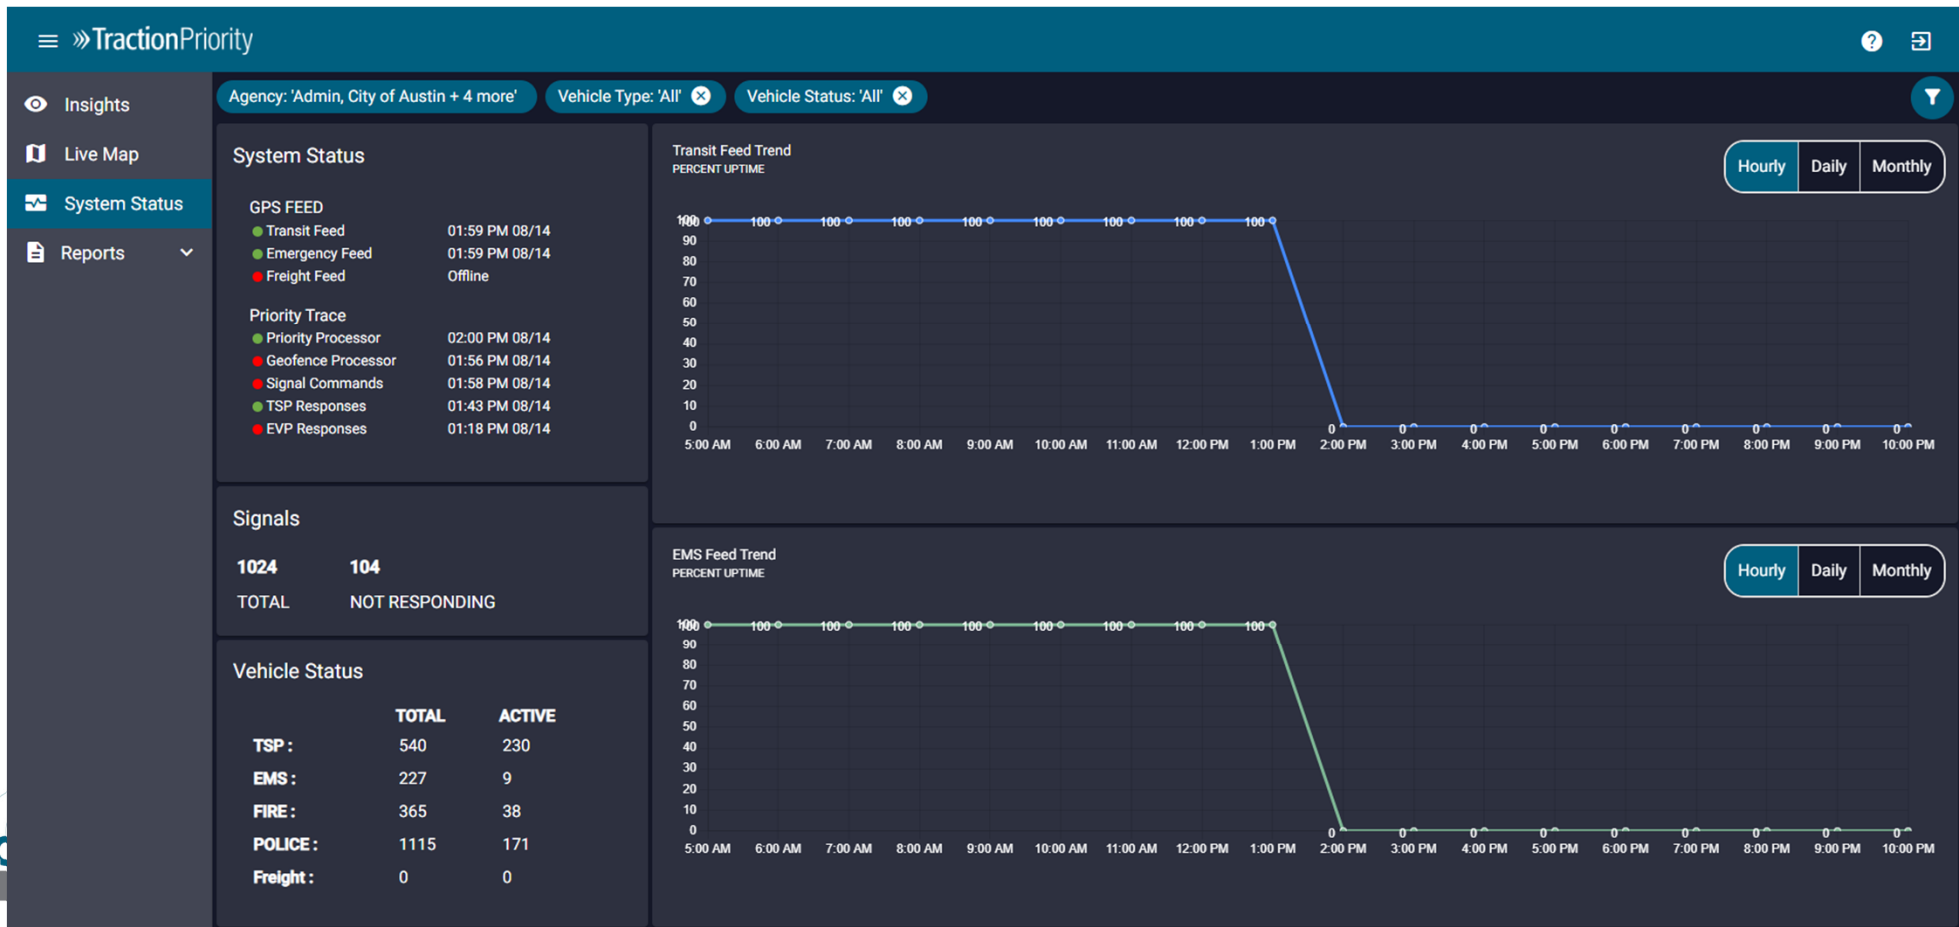 »TractionPriority
Insights
Live Map
System Status
Reports
Agency: 'Admin, City of Austin + 4 more'
Vehicle Type: 'All'
Vehicle Status: 'All'
System Status
GPS FEED
Transit Feed 01:59 PM 08/14
Emergency Feed 01:59 PM 08/14
Freight Feed Offline
Priority Trace
Priority Processor 02:00 PM 08/14
Geofence Processor 01:56 PM 08/14
Signal Commands 01:58 PM 08/14
TSP Responses 01:43 PM 08/14
EVP Responses 01:18 PM 08/14
Signals
1024 104
TOTAL NOT RESPONDING
Vehicle Status
TOTAL ACTIVE
TSP : 540 230
EMS : 227 9
FIRE : 365 38
POLICE : 1115 171
Freight : 0 0
Transit Feed Trend
PERCENT UPTIME
Hourly Daily Monthly
100 100 100 100 100 100 100 100 100 100
90
80
70
60
50
40
30
20
10
0 0 0 0 0 0 0 0 0 0
5:00 AM 6:00 AM 7:00 AM 8:00 AM 9:00 AM 10:00 AM 11:00 AM 12:00 PM 1:00 PM 2:00 PM 3:00 PM 4:00 PM 5:00 PM 6:00 PM 7:00 PM 8:00 PM 9:00 PM 10:00 PM
EMS Feed Trend
PERCENT UPTIME
Hourly Daily Monthly
100 100 100 100 100 100 100 100 100 100
90
80
70
60
50
40
30
20
10
0 0 0 0 0 0 0 0 0 0
5:00 AM 6:00 AM 7:00 AM 8:00 AM 9:00 AM 10:00 AM 11:00 AM 12:00 PM 1:00 PM 2:00 PM 3:00 PM 4:00 PM 5:00 PM 6:00 PM 7:00 PM 8:00 PM 9:00 PM 10:00 PM